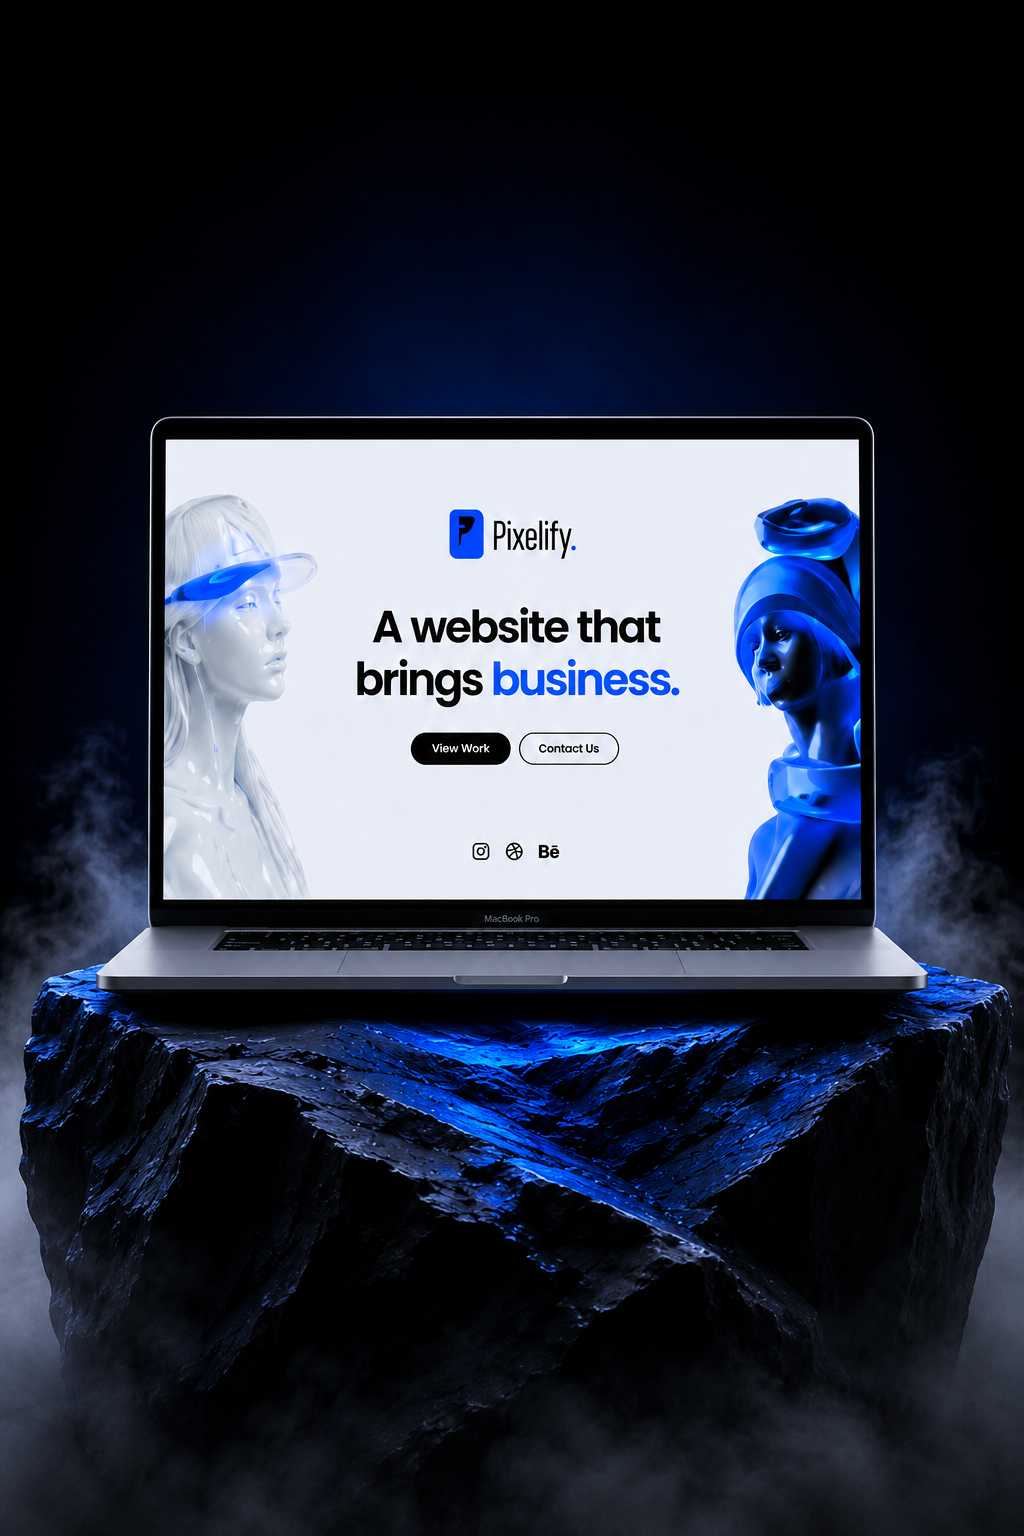 Pixelify.
A website that
brings business.
View Work
Contact Us
Bē
MacBook Pro